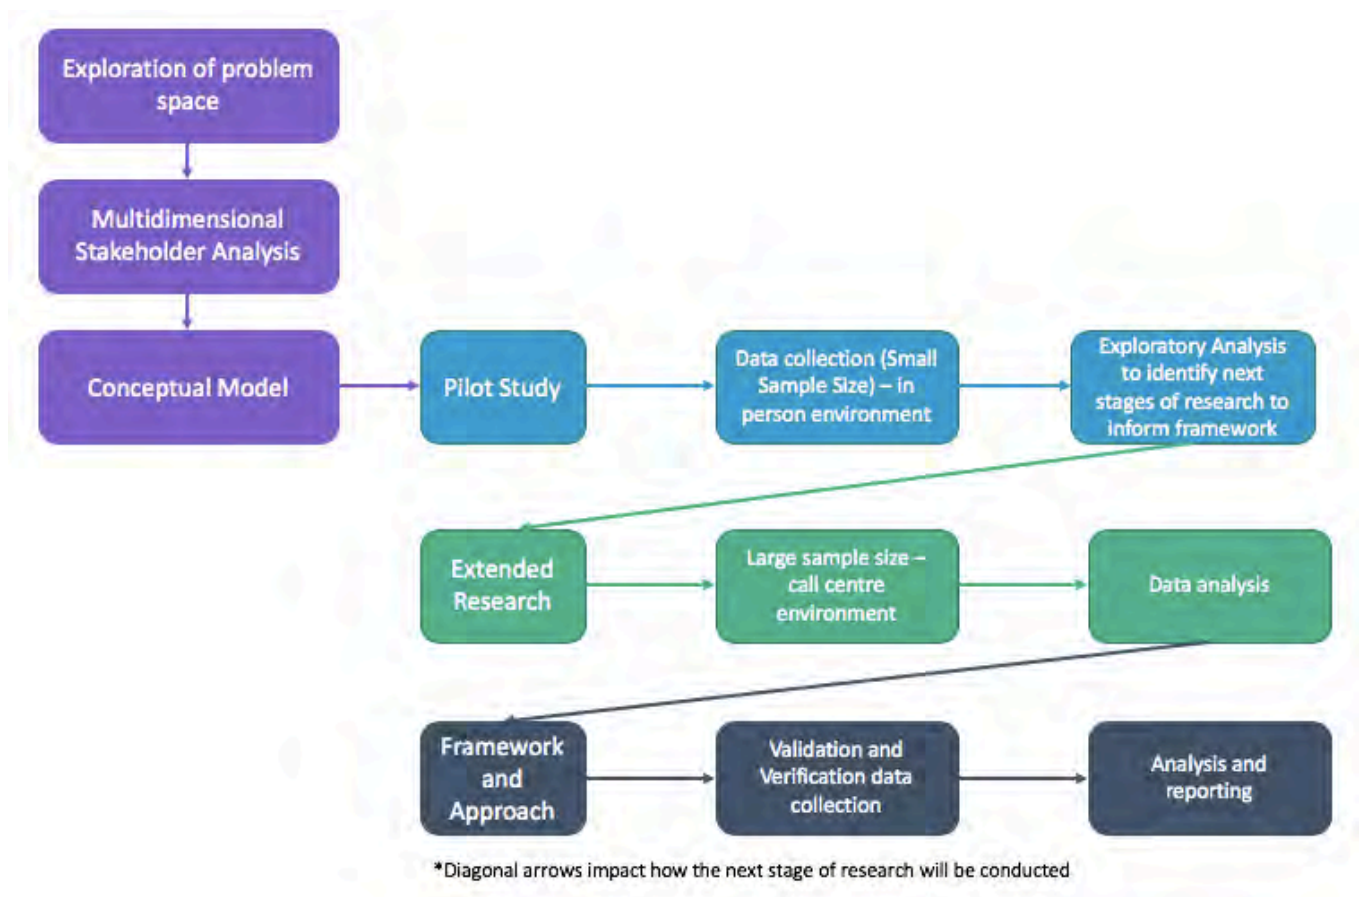 Exploration of problem
space
Multidimensional
Stakeholder Analysis
Conceptual Model
Pilot Study
Data collection (Small
Sample Size) – in
person environment
Exploratory Analysis
to identify next
stages of research to
inform framework
Extended
Research
Large sample size –
call centre
environment
Data analysis
Framework
and
Approach
Validation and
Verification data
collection
Analysis and
reporting
*Diagonal arrows impact how the next stage of research will be conducted